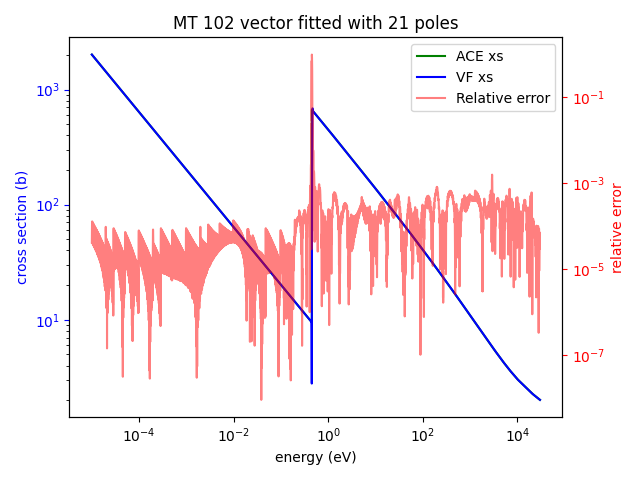 MT 102 vector fitted with 21 poles
ACE xs
VF xs
Relative error
10³
10²
10¹
cross section (b)
10⁻¹
10⁻³
10⁻⁵
10⁻⁷
relative error
10⁻⁴
10⁻²
10⁰
10²
10⁴
energy (eV)